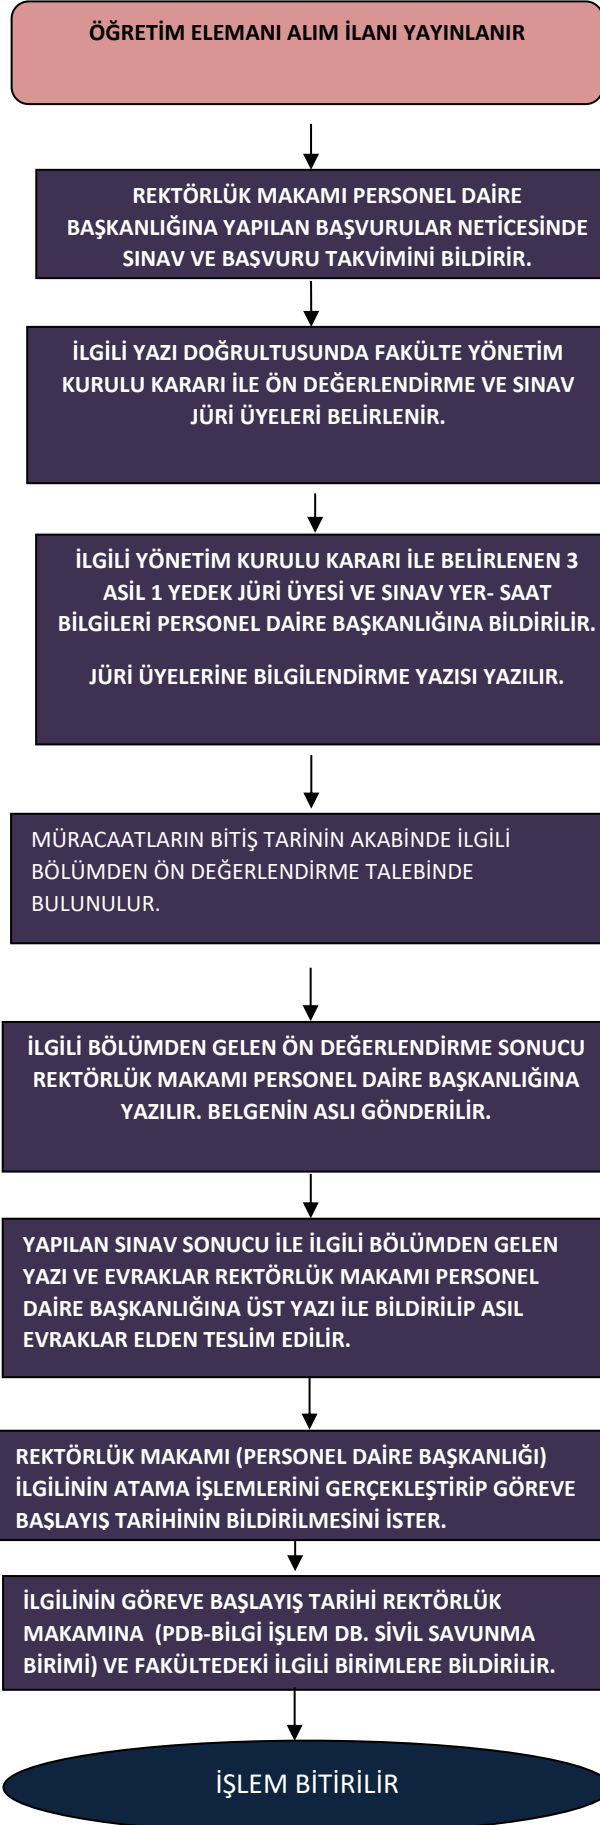 ÖĞRETİM ELEMANI ALIM İLANI YAYINLANIR
REKTÖRLÜK MAKAMI PERSONEL DAİRE
BAŞKANLIĞINA YAPILAN BAŞVURULAR NETİCESİNDE
SINAV VE BAŞVURU TAKVİMİNİ BİLDİRİR.
İLGİLİ YAZI DOĞRULTUSUNDA FAKÜLTE YÖNETİM
KURULU KARARI İLE ÖN DEĞERLENDİRME VE SINAV
JÜRİ ÜYELERİ BELİRLENİR.
İLGİLİ YÖNETİM KURULU KARARI İLE BELİRLENEN 3
ASİL 1 YEDEK JÜRİ ÜYESİ VE SINAV YER- SAAT
BİLGİLERİ PERSONEL DAİRE BAŞKANLIĞINA BİLDİRİLİR.
JÜRİ ÜYELERİNE BİLGİLENDİRME YAZISI YAZILIR.
MÜRACAATLARIN BİTİŞ TARİNİN AKABİNDE İLGİLİ
BÖLÜMDEN ÖN DEĞERLENDİRME TALEBİNDE
BULUNULUR.
İLGİLİ BÖLÜMDEN GELEN ÖN DEĞERLENDİRME SONUCU
REKTÖRLÜK MAKAMI PERSONEL DAİRE BAŞKANLIĞINA
YAZILIR. BELGENİN ASLI GÖNDERİLİR.
YAPILAN SINAV SONUCU İLE İLGİLİ BÖLÜMDEN GELEN
YAZI VE EVRAKLAR REKTÖRLÜK MAKAMI PERSONEL
DAİRE BAŞKANLIĞINA ÜST YAZI İLE BİLDİRİLİP ASIL
EVRAKLAR ELDEN TESLİM EDİLİR.
REKTÖRLÜK MAKAMI (PERSONEL DAİRE BAŞKANLIĞI)
İLGİLİNİN ATAMA İŞLEMLERİNİ GERÇEKLEŞTİRİP GÖREVE
BAŞLAYIŞ TARİHİNİN BİLDİRİLMESİNİ İSTER.
İLGİLİNİN GÖREVE BAŞLAYIŞ TARİHİ REKTÖRLÜK
MAKAMINA (PDB-BİLGİ İŞLEM DB. SİVİL SAVUNMA
BİRİMİ) VE FAKÜLTEDEKİ İLGİLİ BİRİMLERE BİLDİRİLİR.
İŞLEM BİTİRİLİR